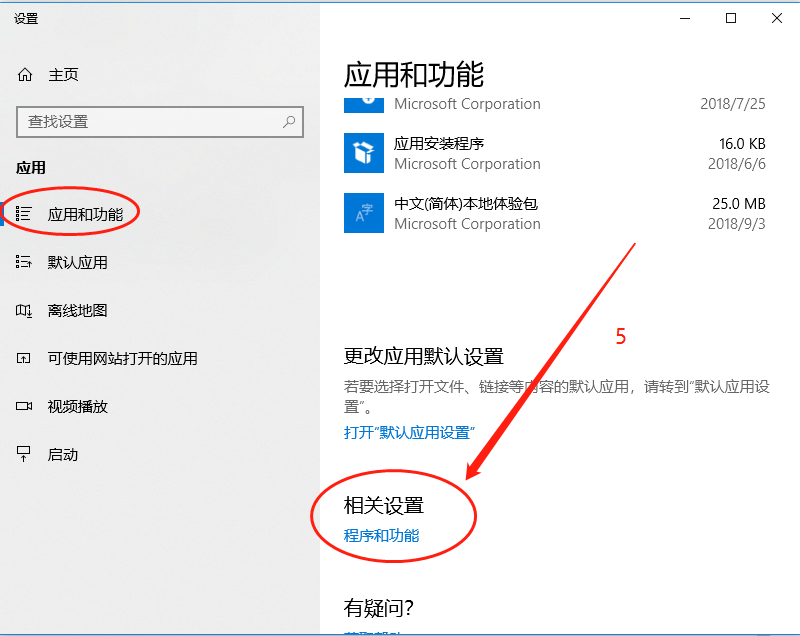 设置
主页
查找设置
应用
应用和功能
默认应用
离线地图
可使用网站打开的应用
视频播放
启动
应用和功能
Microsoft Corporation 2018/7/25
应用安装程序 16.0 KB
Microsoft Corporation 2018/6/6
中文(简体)本地体验包 25.0 MB
Microsoft Corporation 2018/9/3
5
更改应用默认设置
若要选择打开文件、链接等内容的默认应用，请转到“默认应用设
置”。
打开“默认应用设置”
相关设置
程序和功能
有疑问?